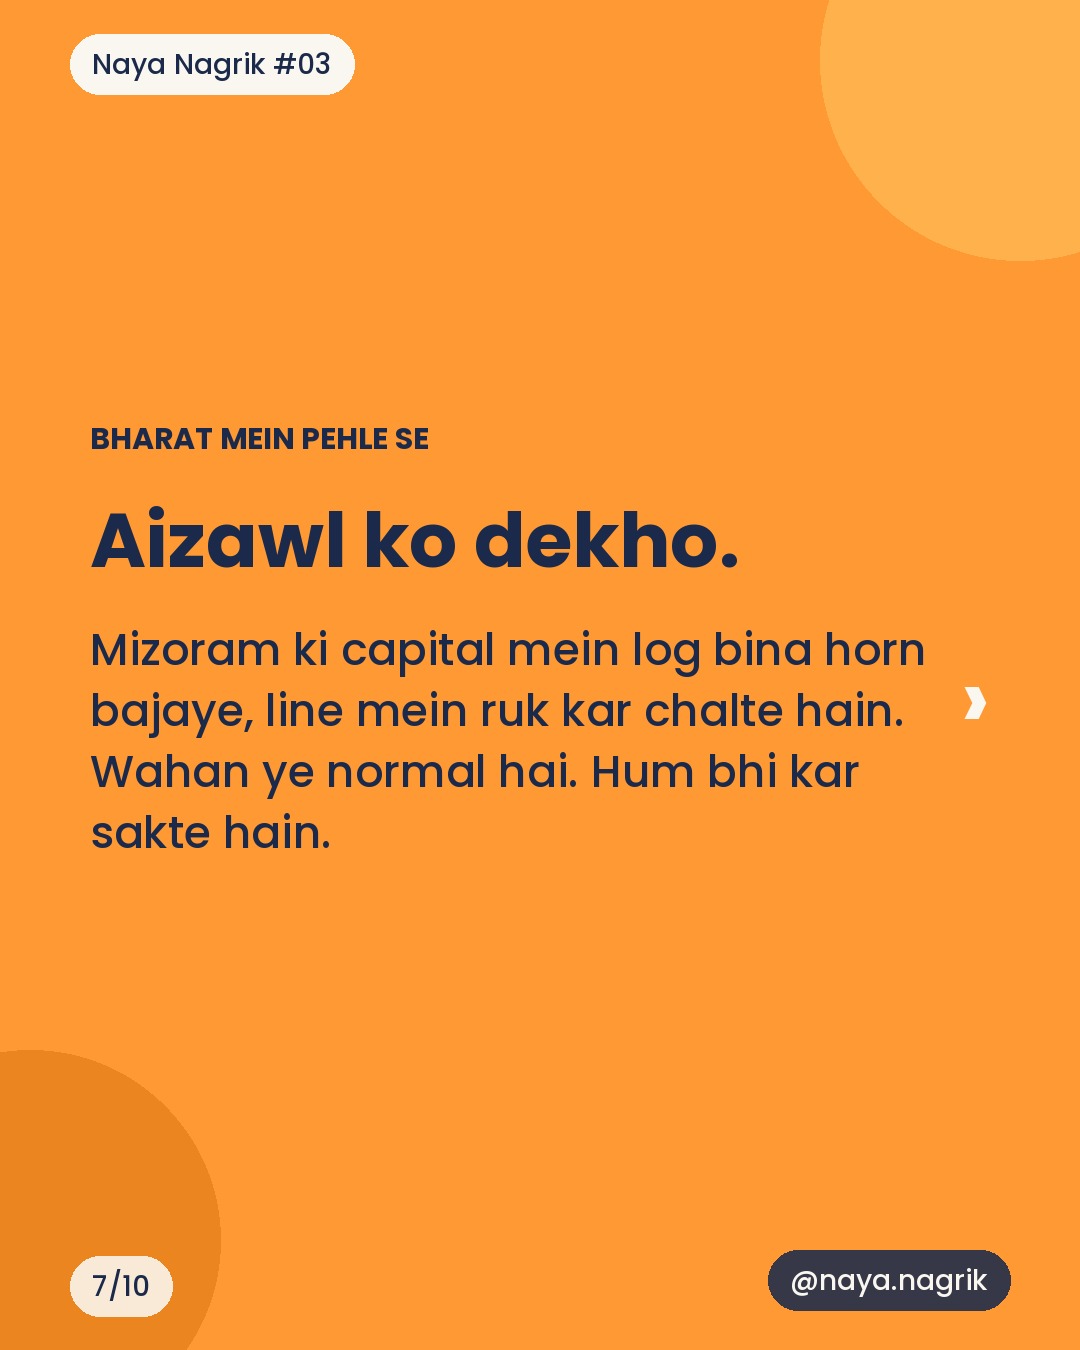 Naya Nagrik #03
BHARAT MEIN PEHLE SE
Aizawl ko dekho.
Mizoram ki capital mein log bina horn
bajaye, line mein ruk kar chalte hain.
Wahan ye normal hai. Hum bhi kar
sakte hain.
7/10
@naya.nagrik